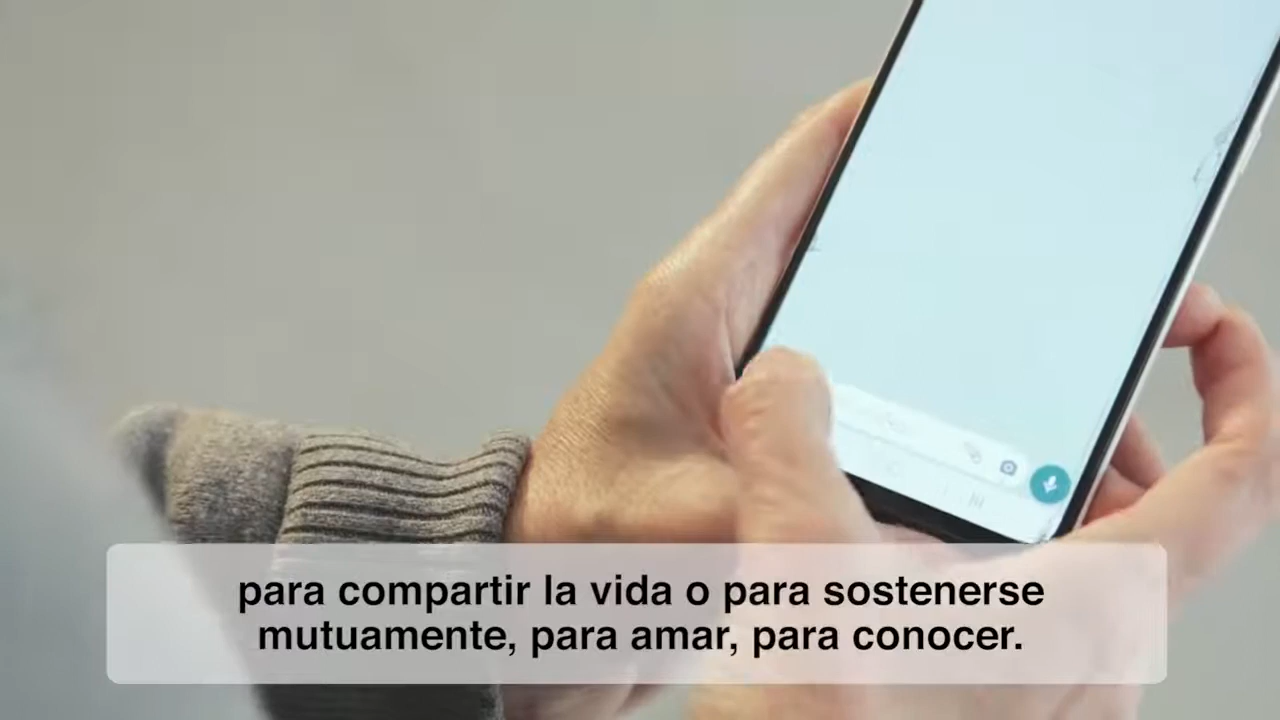 para compartir la vida o para sostenerse
mutuamente, para amar, para conocer.